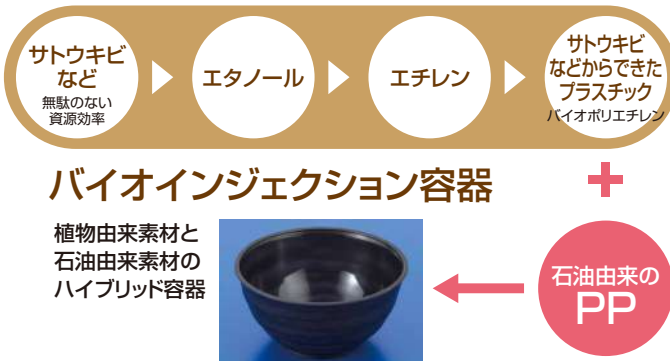 サトウキビ
など
無駄のない
資源効率
エタノール
エチレン
サトウキビ
などからできた
プラスチック
バイオポリエチレン
バイオインジェクション容器
+
植物由来素材と
石油由来素材の
ハイブリッド容器
石油由来の
PP